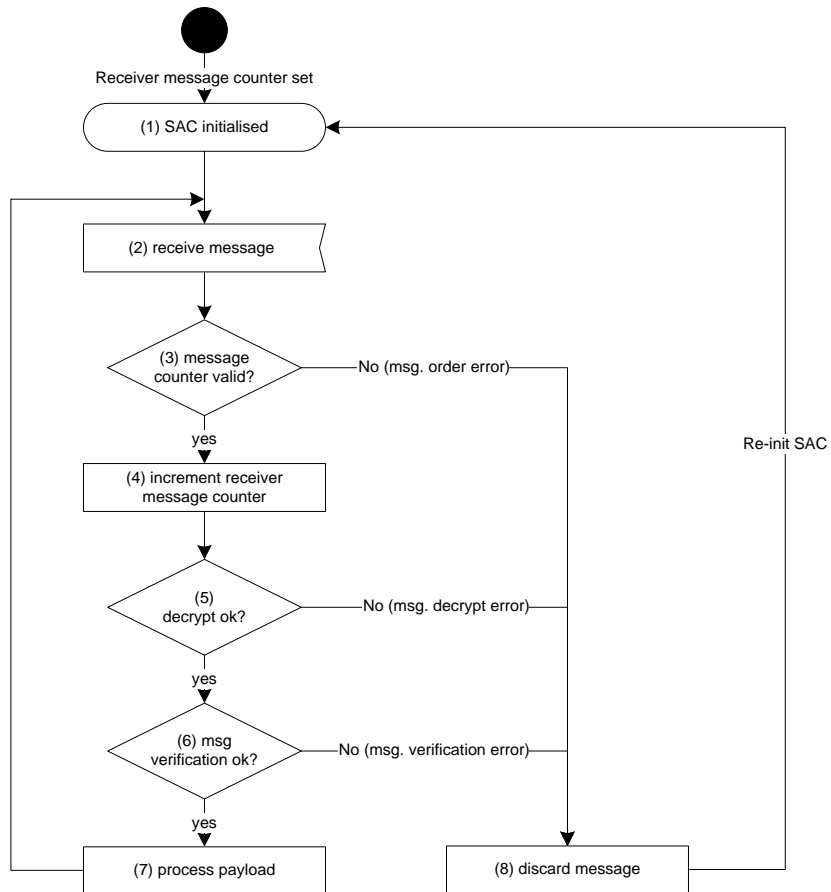 Receiver message counter set
(1) SAC initialised
(2) receive message
(3) message
counter valid?
No (msg. order error)
yes
Re-init SAC
(4) increment receiver
message counter
(5)
decrypt ok?
No (msg. decrypt error)
yes
(6) msg
verification ok?
No (msg. verification error)
yes
(7) process payload
(8) discard message